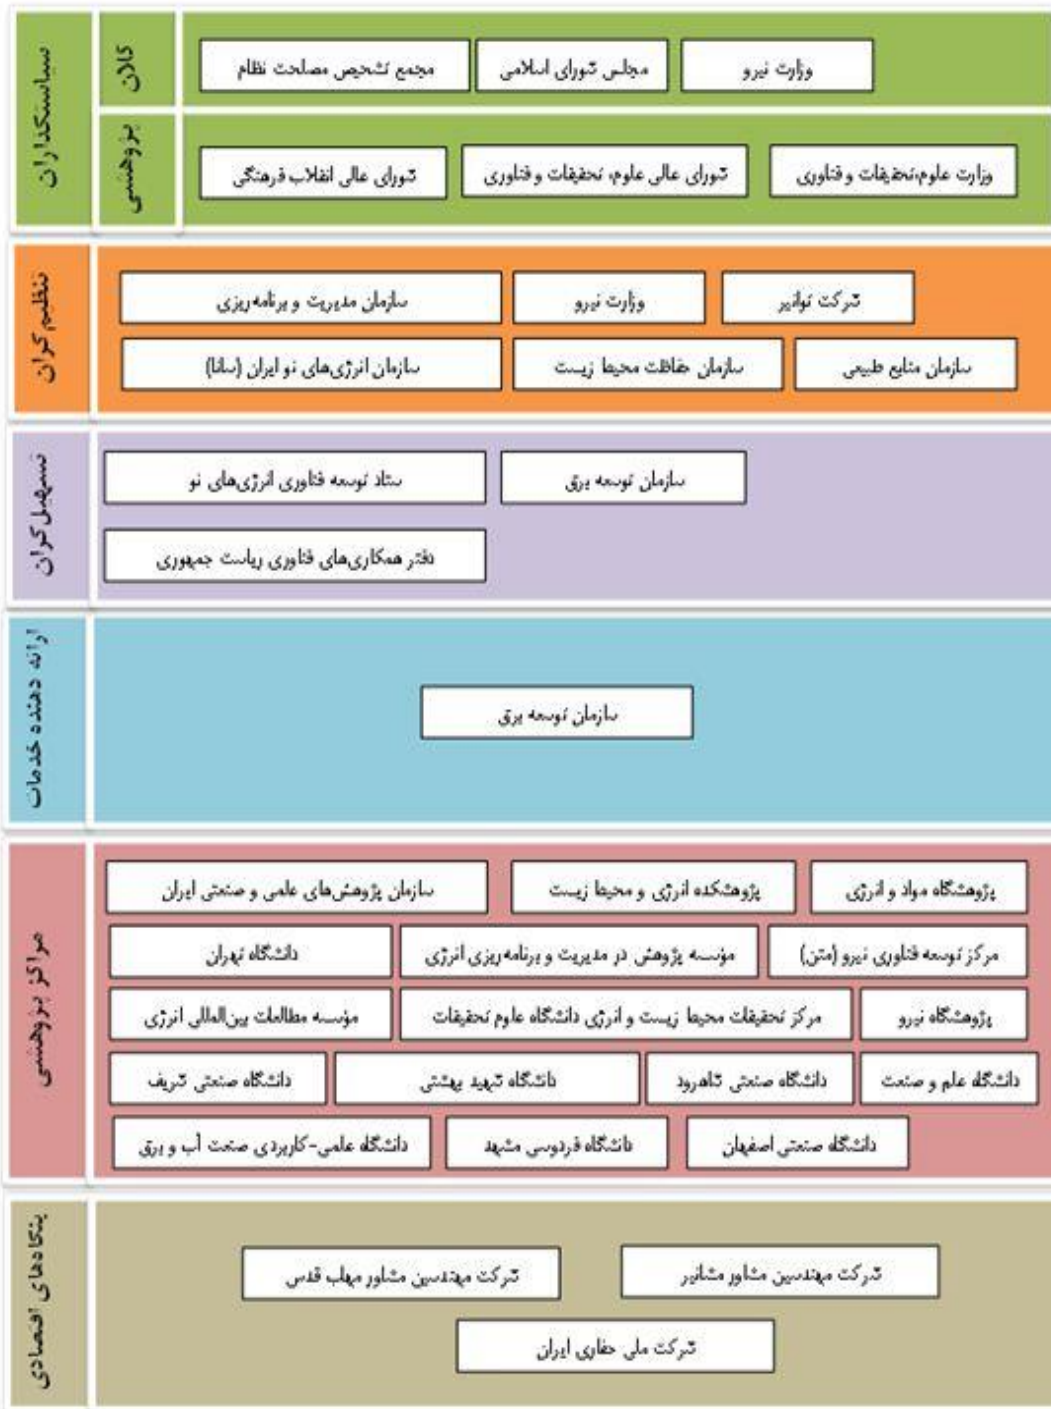 سیاستگذاران
کلان
وزارت نیرو
مجلس شورای اسلامی
مجمع تشخیص مصلحت نظام
پژوهشی
وزارت علوم،تحقیقات و فناوری
شورای عالی علوم، تحقیقات و فناوری
شورای عالی انقلاب فرهنگی
تنظیم‌گران
شرکت توانیر
وزارت نیرو
سازمان مدیریت و برنامه‌ریزی
سازمان منابع طبیعی
سازمان حفاظت محیط زیست
سازمان انرژی‌های نو ایران (سانا)
تسهیل‌گران
سازمان توسعه برق
ستاد توسعه فناوری انرژی‌های نو
دفتر همکاری‌های فناوری ریاست جمهوری
ارائه دهنده خدمات
سازمان توسعه برق
مراکز پژوهشی
پژوهشگاه مواد و انرژی
پژوهشکده انرژی و محیط زیست
سازمان پژوهش‌های علمی و صنعتی ایران
مرکز توسعه فناوری نیرو (متن)
مؤسسه پژوهش در مدیریت و برنامه‌ریزی انرژی
دانشگاه تهران
پژوهشگاه نیرو
مرکز تحقیقات محیط زیست و انرژی دانشگاه علوم تحقیقات
مؤسسه مطالعات بین‌المللی انرژی
دانشگاه علم و صنعت
دانشگاه صنعتی شاهرود
دانشگاه شهید بهشتی
دانشگاه صنعتی شریف
دانشگاه صنعتی اصفهان
دانشگاه فردوسی مشهد
دانشگاه علمی-کاربردی صنعت آب و برق
بنگاه‌های اقتصادی
شرکت مهندسین مشاور مشانیر
شرکت مهندسین مشاور مهاب قدس
شرکت ملی حفاری ایران